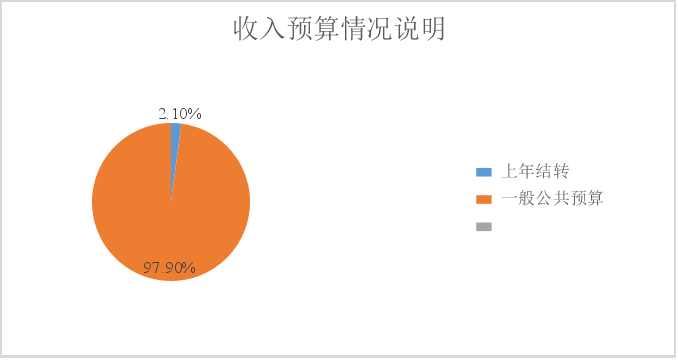 收入预算情况说明
2.10%
97.90%
上年结转
一般公共预算